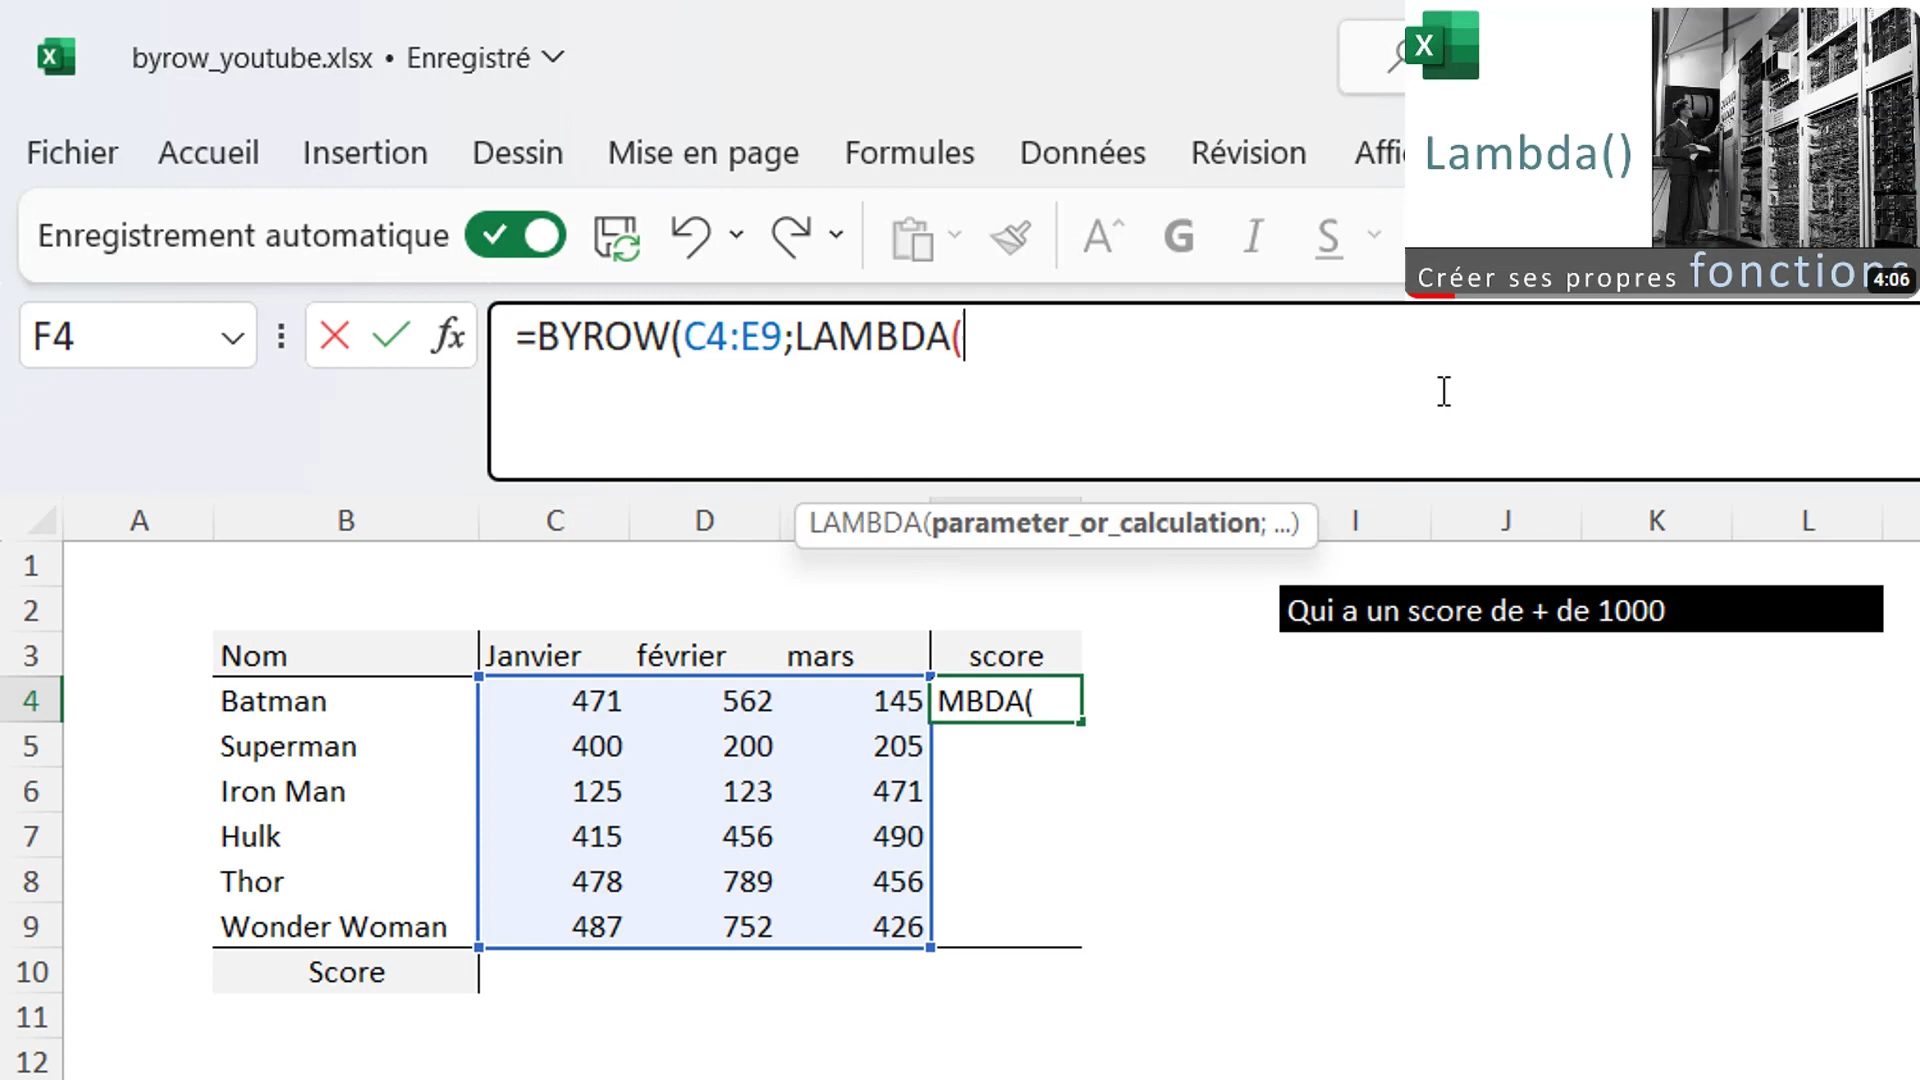 byrow_youtube.xlsx • Enregistré
Fichier Accueil Insertion Dessin Mise en page Formules Données Révision Affi
Lambda()
Enregistrement automatique A G I S
Créer ses propres fonctions 4:06
F4 fx =BYROW(C4:E9;LAMBDA(
A B C D I J K L
LAMBDA(parameter_or_calculation; ...)
1
2 Qui a un score de + de 1000
3 Nom Janvier février mars score
4 Batman 471 562 145 MBDA(
5 Superman 400 200 205
6 Iron Man 125 123 471
7 Hulk 415 456 490
8 Thor 478 789 456
9 Wonder Woman 487 752 426
10 Score
11
12